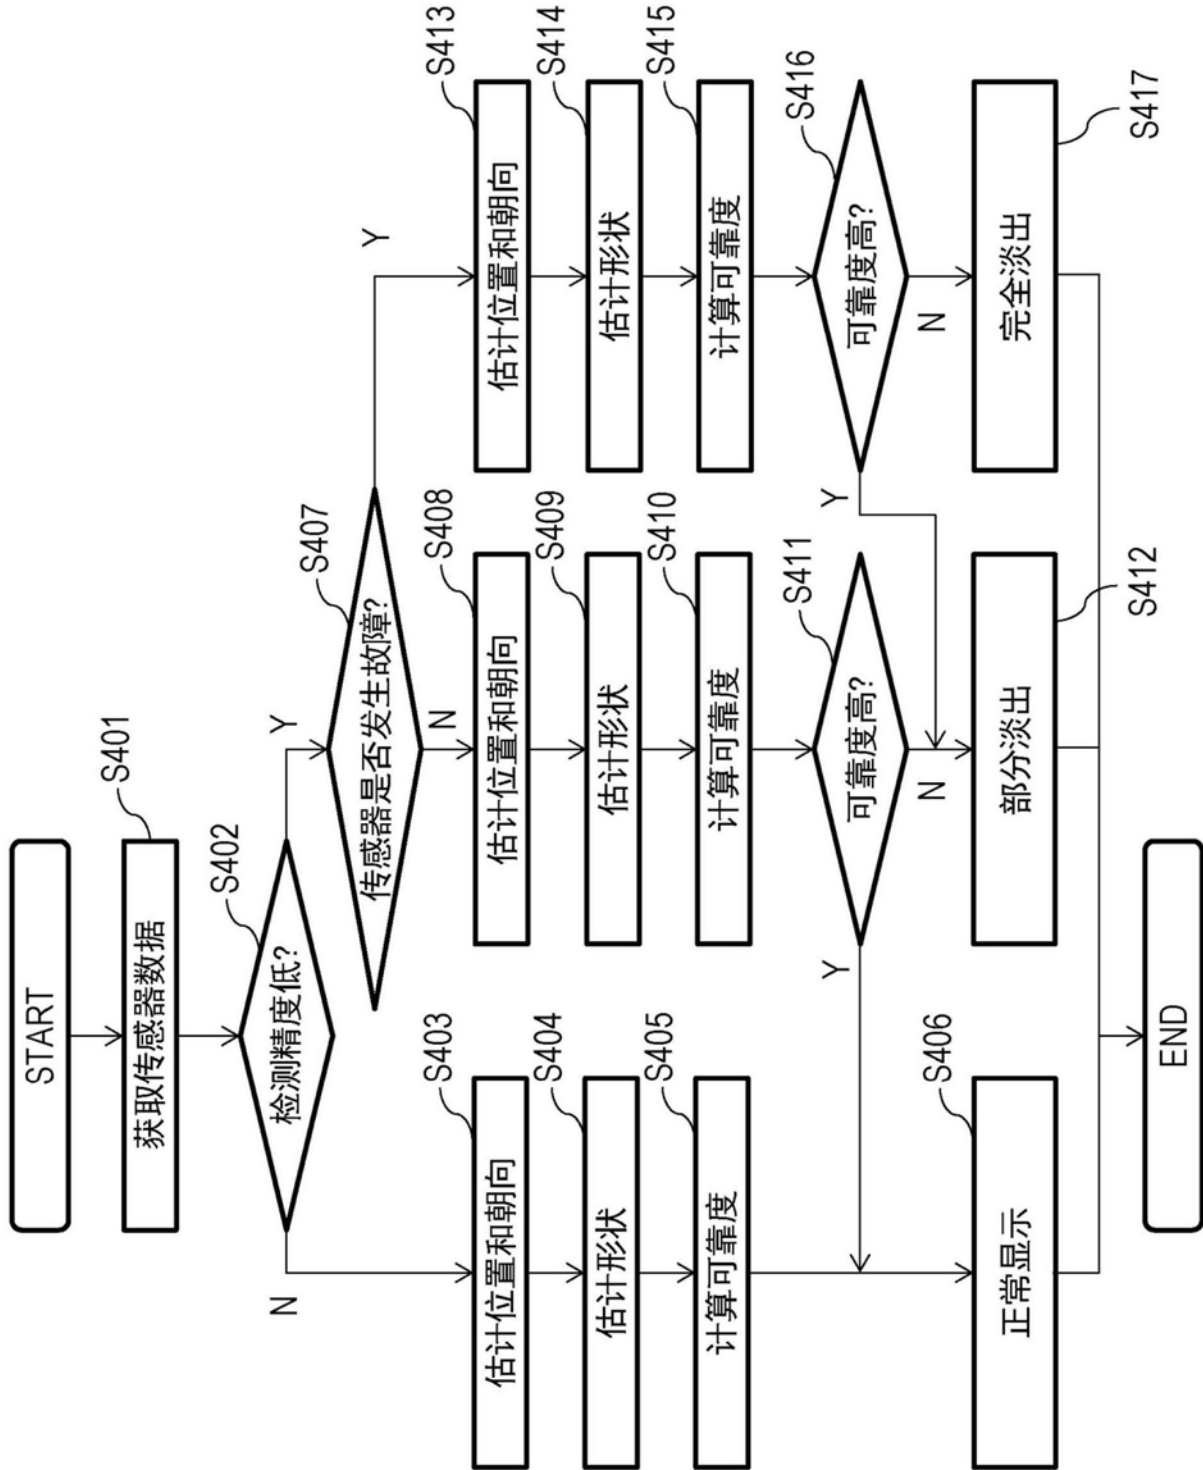 START
获取传感器数据
S401
检测精度低?
S402
N
Y
传感器是否发生故障?
S407
N
Y
估计位置和朝向
S403
估计形状
S404
计算可靠度
S405
估计位置和朝向
S408
估计形状
S409
计算可靠度
S410
可靠度高?
S411
Y
N
估计位置和朝向
S413
估计形状
S414
计算可靠度
S415
可靠度高?
S416
Y
N
正常显示
S406
部分淡出
S412
完全淡出
S417
END